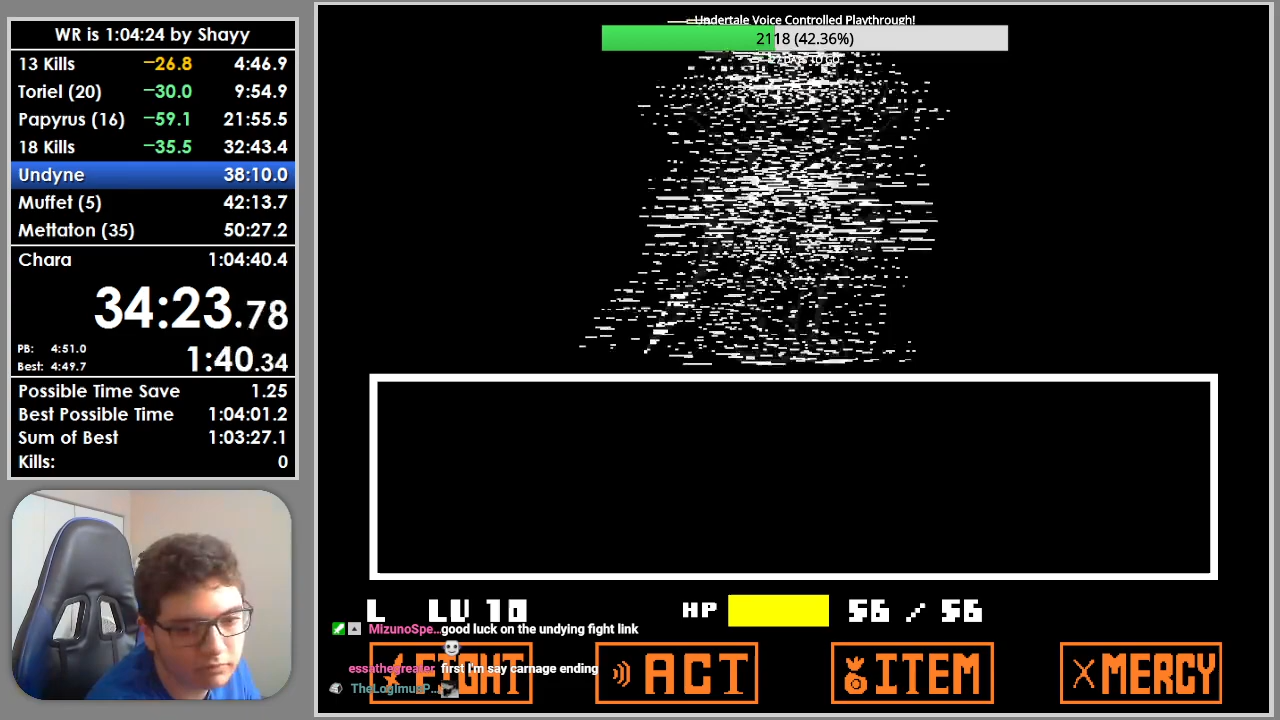 WR is 1:04:24 by Shayy
13 Kills −26.8 4:46.9
Toriel (20) −30.0 9:54.9
Papyrus (16) −59.1 21:55.5
18 Kills −35.5 32:43.4
Undyne 38:10.0
Muffet (5) 42:13.7
Mettaton (35) 50:27.2
Chara 1:04:40.4
34:23.78
PB: 4:51.0
Best: 4:49.7
1:40.34
Possible Time Save 1.25
Best Possible Time 1:04:01.2
Sum of Best 1:03:27.1
Kills: 0
Undertale Voice Controlled Playthrough!
2118 (42.36%)
DAYS TO GO
L LV 10 HP 56 / 56
MizunoSpe... good luck on the undying fight link
essathegreater first I'm say carnage ending
FIGHT ACT ITEM MERCY